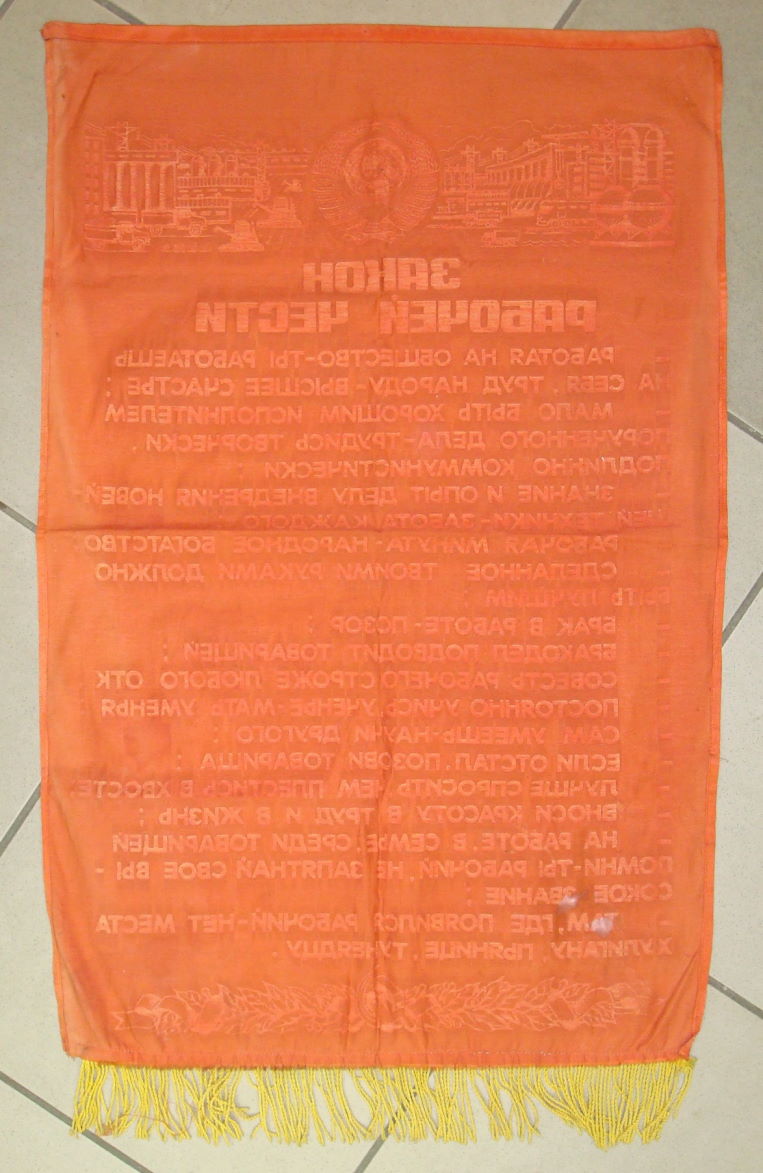 ЗАКОН
РАБОЧЕЙ ЧЕСТИ
- РАБОТАЯ НА ОБЩЕСТВО-ТЫ РАБОТАЕШЬ
НА СЕБЯ. ТРУД НАРОДУ-ВЫСШЕЕ СЧАСТЬЕ ;
- МАЛО БЫТЬ ХОРОШИМ ИСПОЛНИТЕЛЕМ
ПОРУЧЕННОГО ДЕЛА-ТРУДИСЬ ТВОРЧЕСКИ,
ПОДЛИННО КОММУНИСТИЧЕСКИ ;
- ЗНАНИЕ И ОПЫТ ДЕЛУ ВНЕДРЕНИЯ НОВЕЙ-
ШЕЙ ТЕХНИКИ-ЗАБОТА КАЖДОГО ;
- РАБОЧАЯ МИНУТА-НАРОДНОЕ БОГАТСТВО
- СДЕЛАННОЕ ТВОИМИ РУКАМИ ДОЛЖНО
БЫТЬ ЛУЧШИМ ;
- БРАК В РАБОТЕ-ПОЗОР ;
- БРАКОДЕЛ ПОДВОДИТ ТОВАРИЩЕЙ ;
- СОВЕСТЬ РАБОЧЕГО СТРОЖЕ ЛЮБОГО ОТК
- ПОСТОЯННО УЧИСЬ, УЧЕНЬЕ-МАТЬ УМЕНЬЯ
- САМ УМЕЕШЬ-НАУЧИ ДРУГОГО ;
- ЕСЛИ ОТСТАЛ, ПОЗОВИ ТОВАРИЩА ;
- ЛУЧШЕ СПРОСИТЬ, ЧЕМ ПЛЕСТИСЬ В ХВОСТЕ
- ВНОСИ КРАСОТУ В ТРУД И В ЖИЗНЬ ;
- НА РАБОТЕ, В СЕМЬЕ, СРЕДИ ТОВАРИЩЕЙ
ПОМНИ-ТЫ РАБОЧИЙ, НЕ ЗАПЯТНАЙ СВОЕ ВЫ -
СОКОЕ ЗВАНИЕ ;
- ТАМ, ГДЕ ПОЯВИЛСЯ РАБОЧИЙ-НЕТ МЕСТА
ХУЛИГАНУ, ПЬЯНИЦЕ, ТУНЕЯДЦУ.